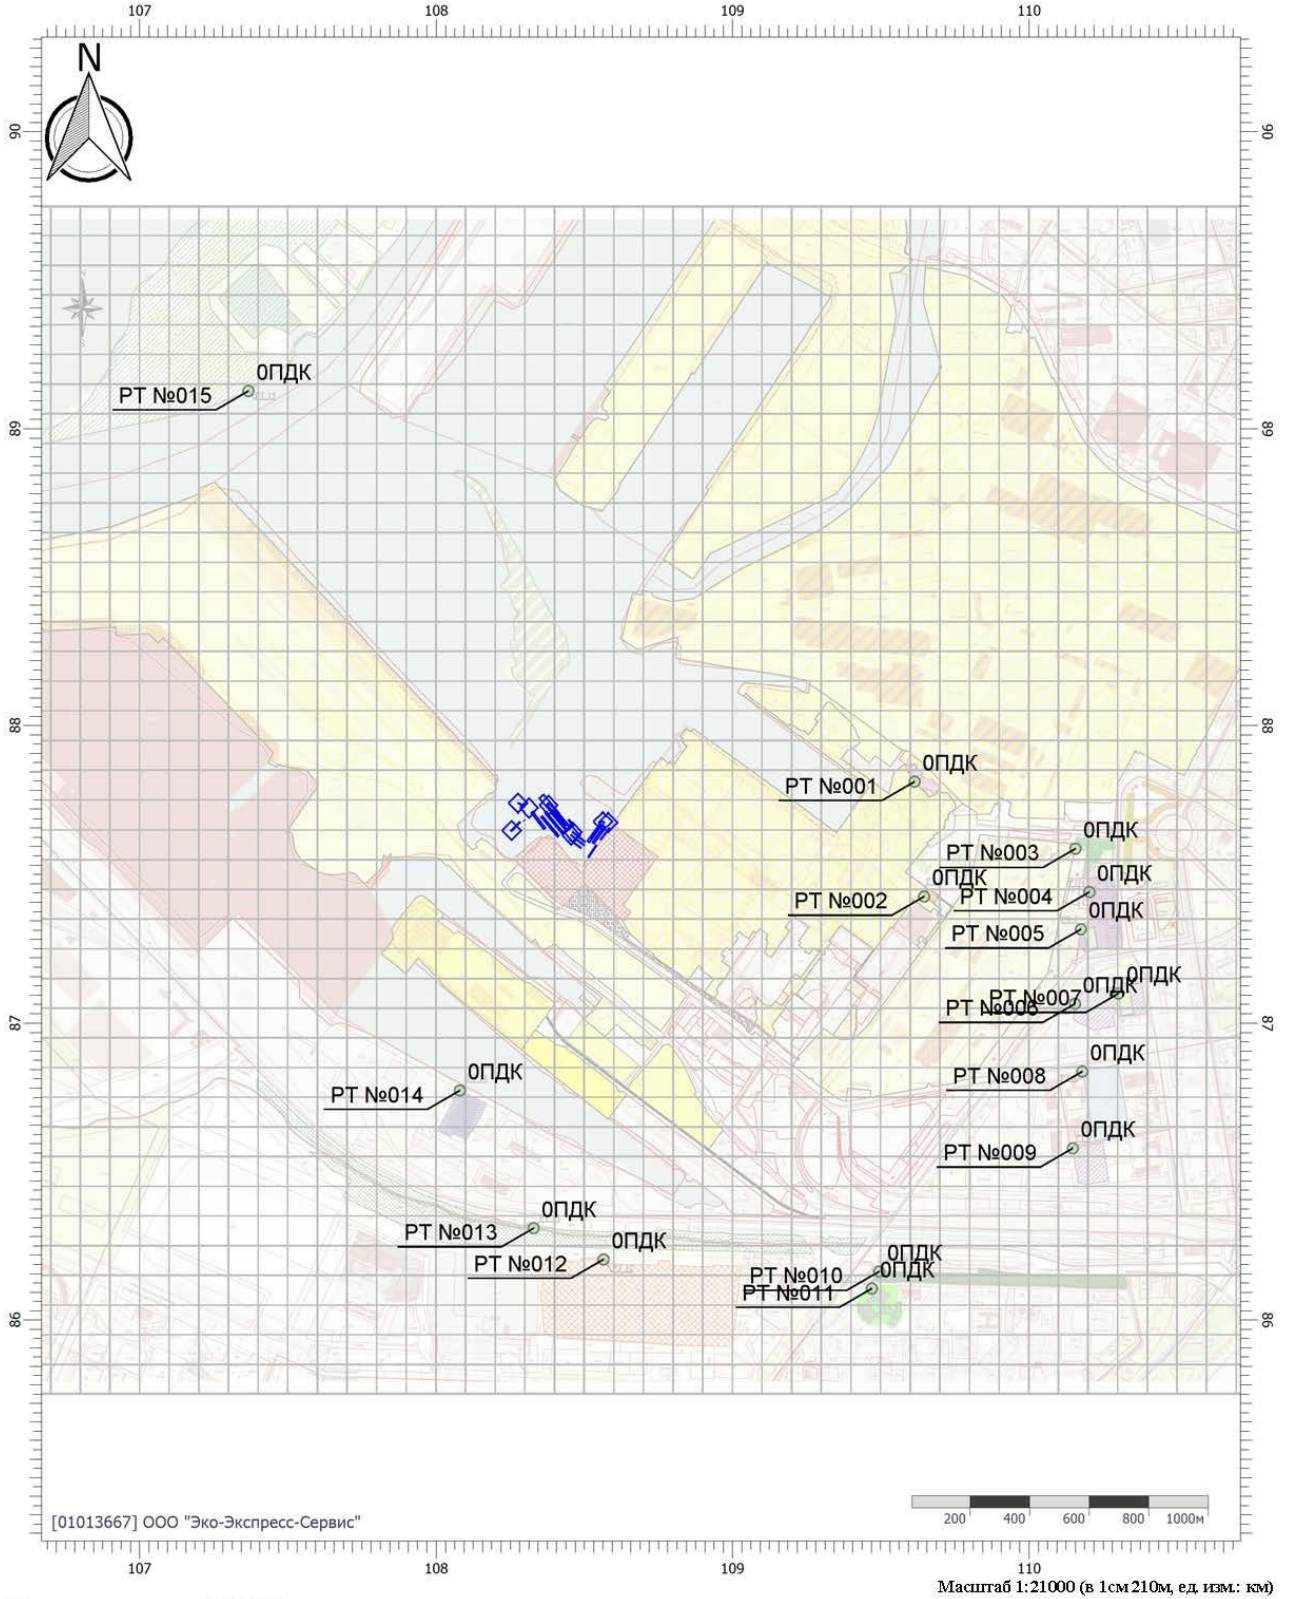 107 108 109 110
N
90 90
0ПДК
РТ №015
89 89
88 88
0ПДК
РТ №001
0ПДК
РТ №003
0ПДК
0ПДК
РТ №002
РТ №004
0ПДК
РТ №005
0ПДК
0ПДК
РТ №007
РТ №006
87 87
0ПДК
РТ №008
0ПДК
РТ №014
0ПДК
РТ №009
0ПДК
РТ №013
0ПДК
РТ №012
0ПДК
РТ №010
0ПДК
РТ №011
86 86
200 400 600 800 1000м
[01013667] ООО "Эко-Экспресс-Сервис"
107 108 109 110
Масштаб 1:21000 (в 1см 210м, ед. изм.: км)